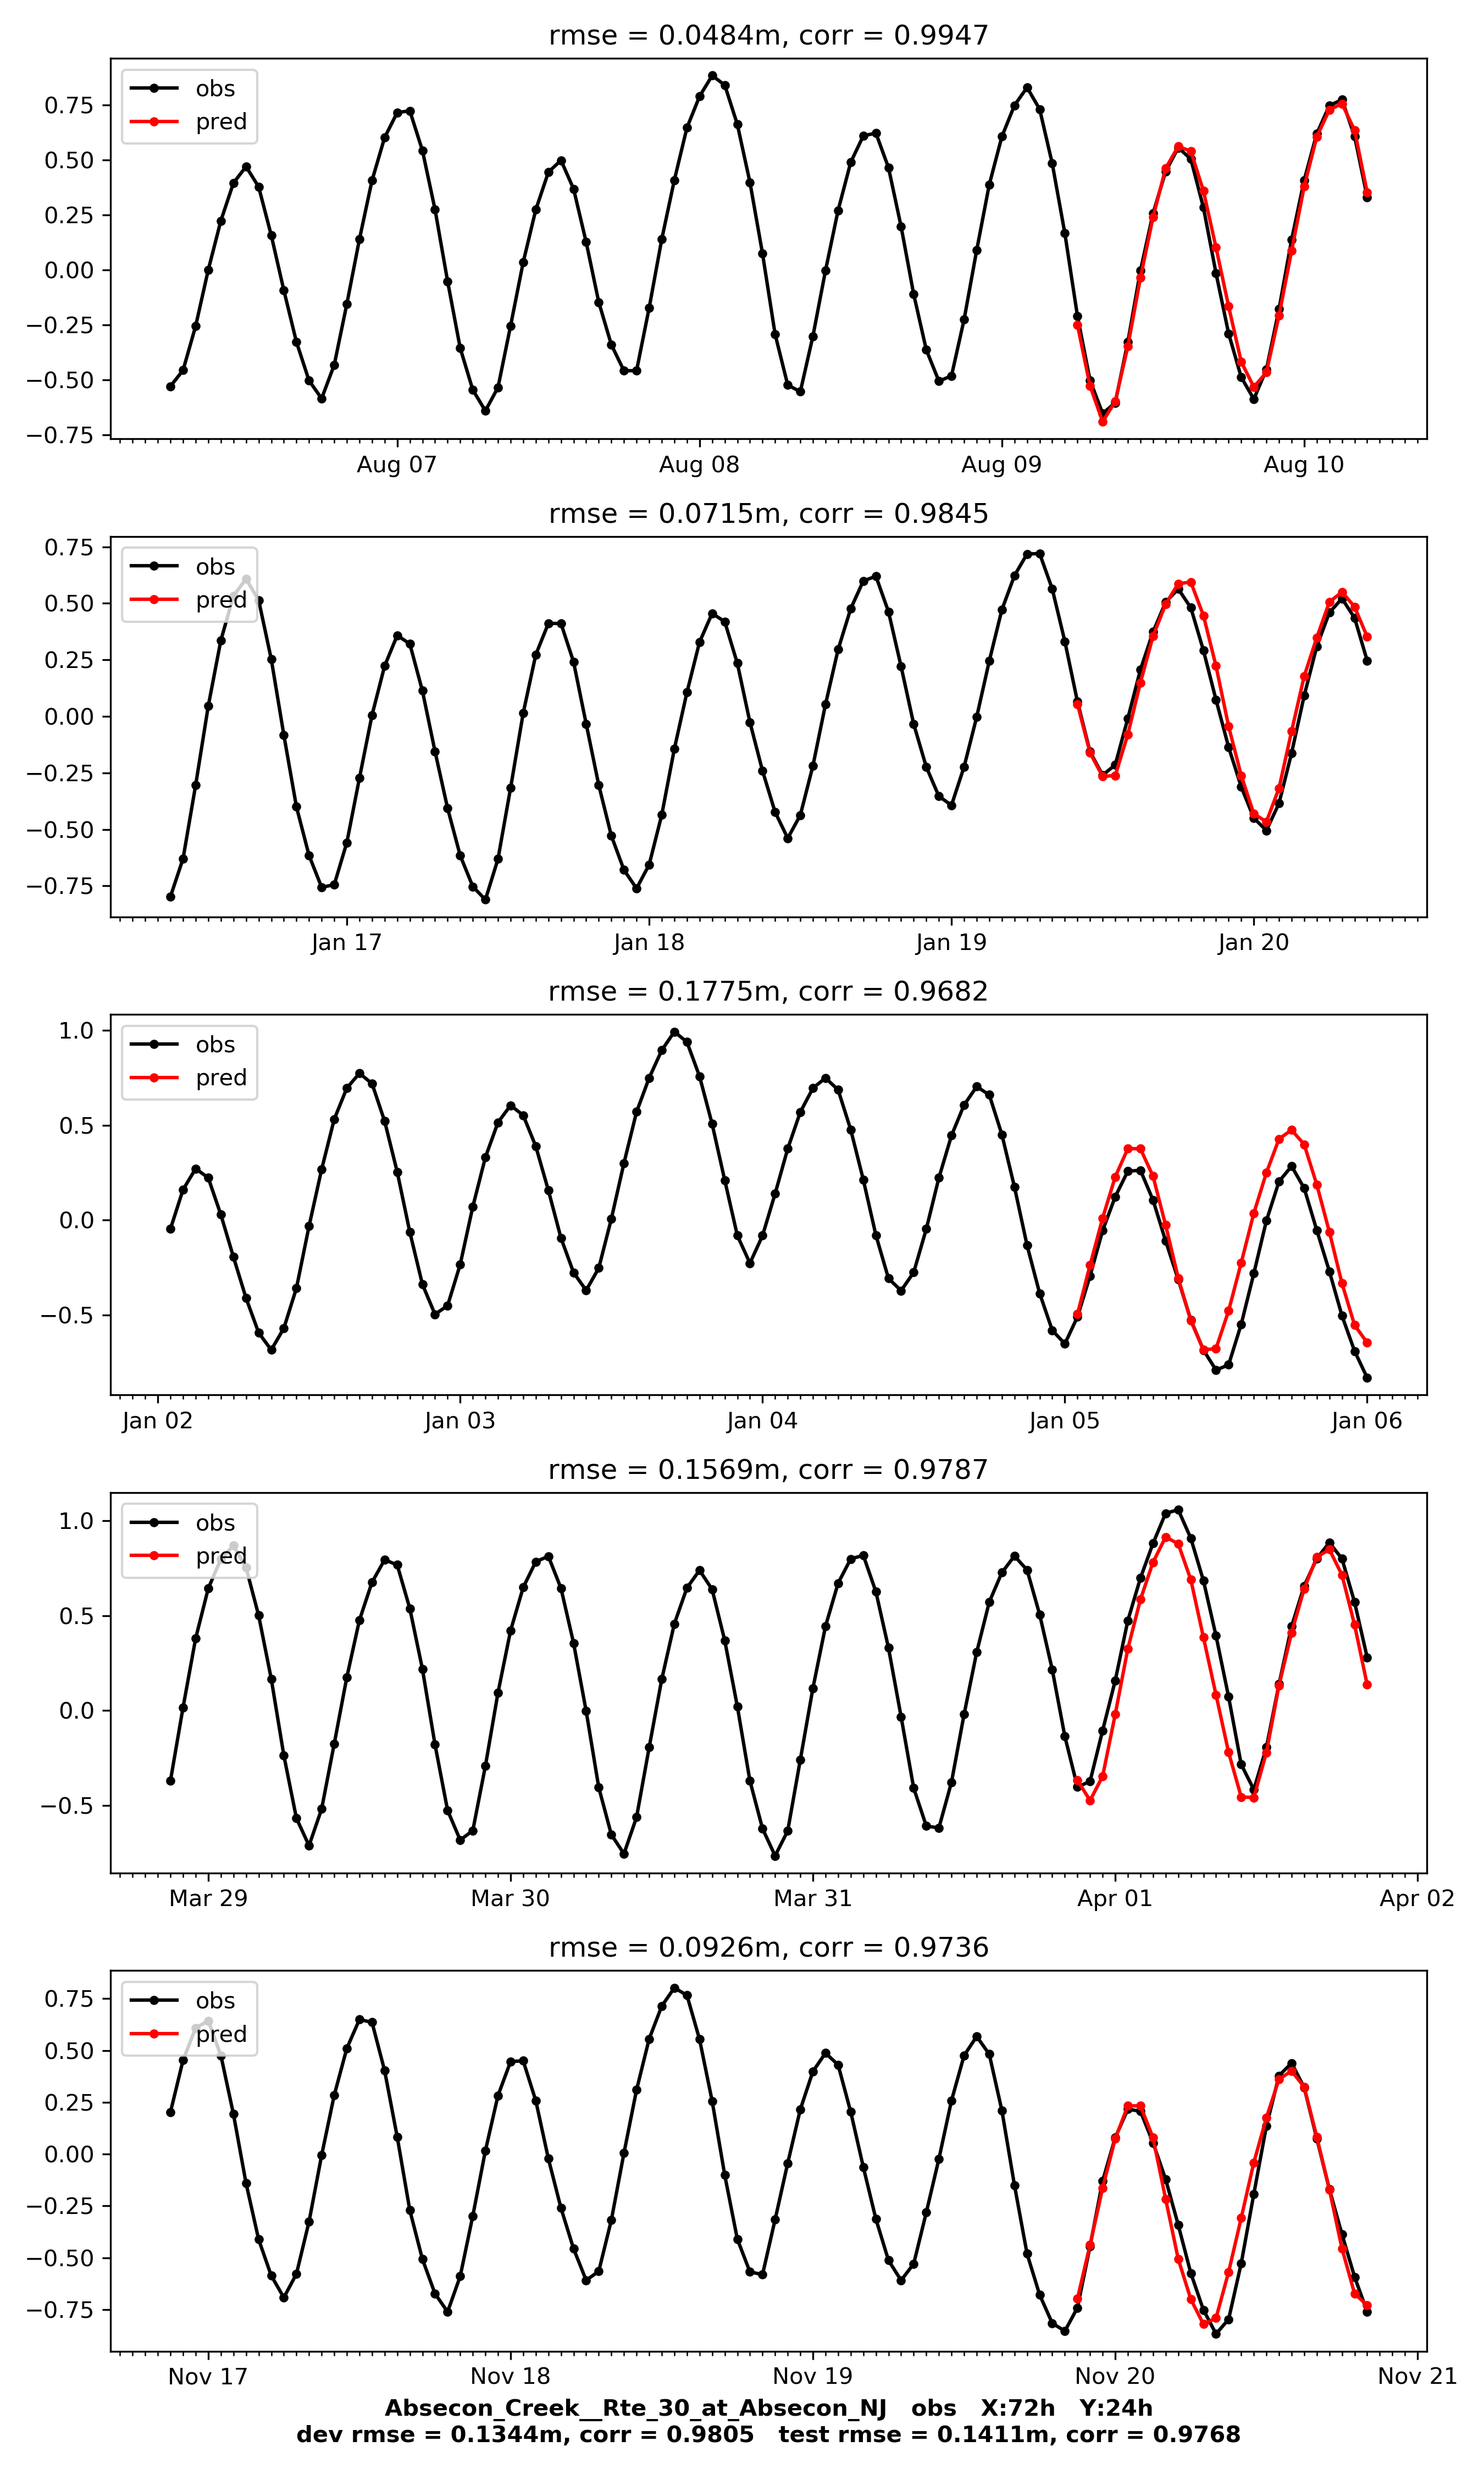 rmse = 0.0484m, corr = 0.9947
obs
pred
0.75
0.50
0.25
0.00
−0.25
−0.50
−0.75
Aug 07 Aug 08 Aug 09 Aug 10
rmse = 0.0715m, corr = 0.9845
obs
pred
0.75
0.50
0.25
0.00
−0.25
−0.50
−0.75
Jan 17 Jan 18 Jan 19 Jan 20
rmse = 0.1775m, corr = 0.9682
obs
pred
1.0
0.5
0.0
−0.5
Jan 02 Jan 03 Jan 04 Jan 05 Jan 06
rmse = 0.1569m, corr = 0.9787
obs
pred
1.0
0.5
0.0
−0.5
Mar 29 Mar 30 Mar 31 Apr 01 Apr 02
rmse = 0.0926m, corr = 0.9736
obs
pred
0.75
0.50
0.25
0.00
−0.25
−0.50
−0.75
Nov 17 Nov 18 Nov 19 Nov 20 Nov 21
Absecon_Creek__Rte_30_at_Absecon_NJ obs X:72h Y:24h
dev rmse = 0.1344m, corr = 0.9805 test rmse = 0.1411m, corr = 0.9768